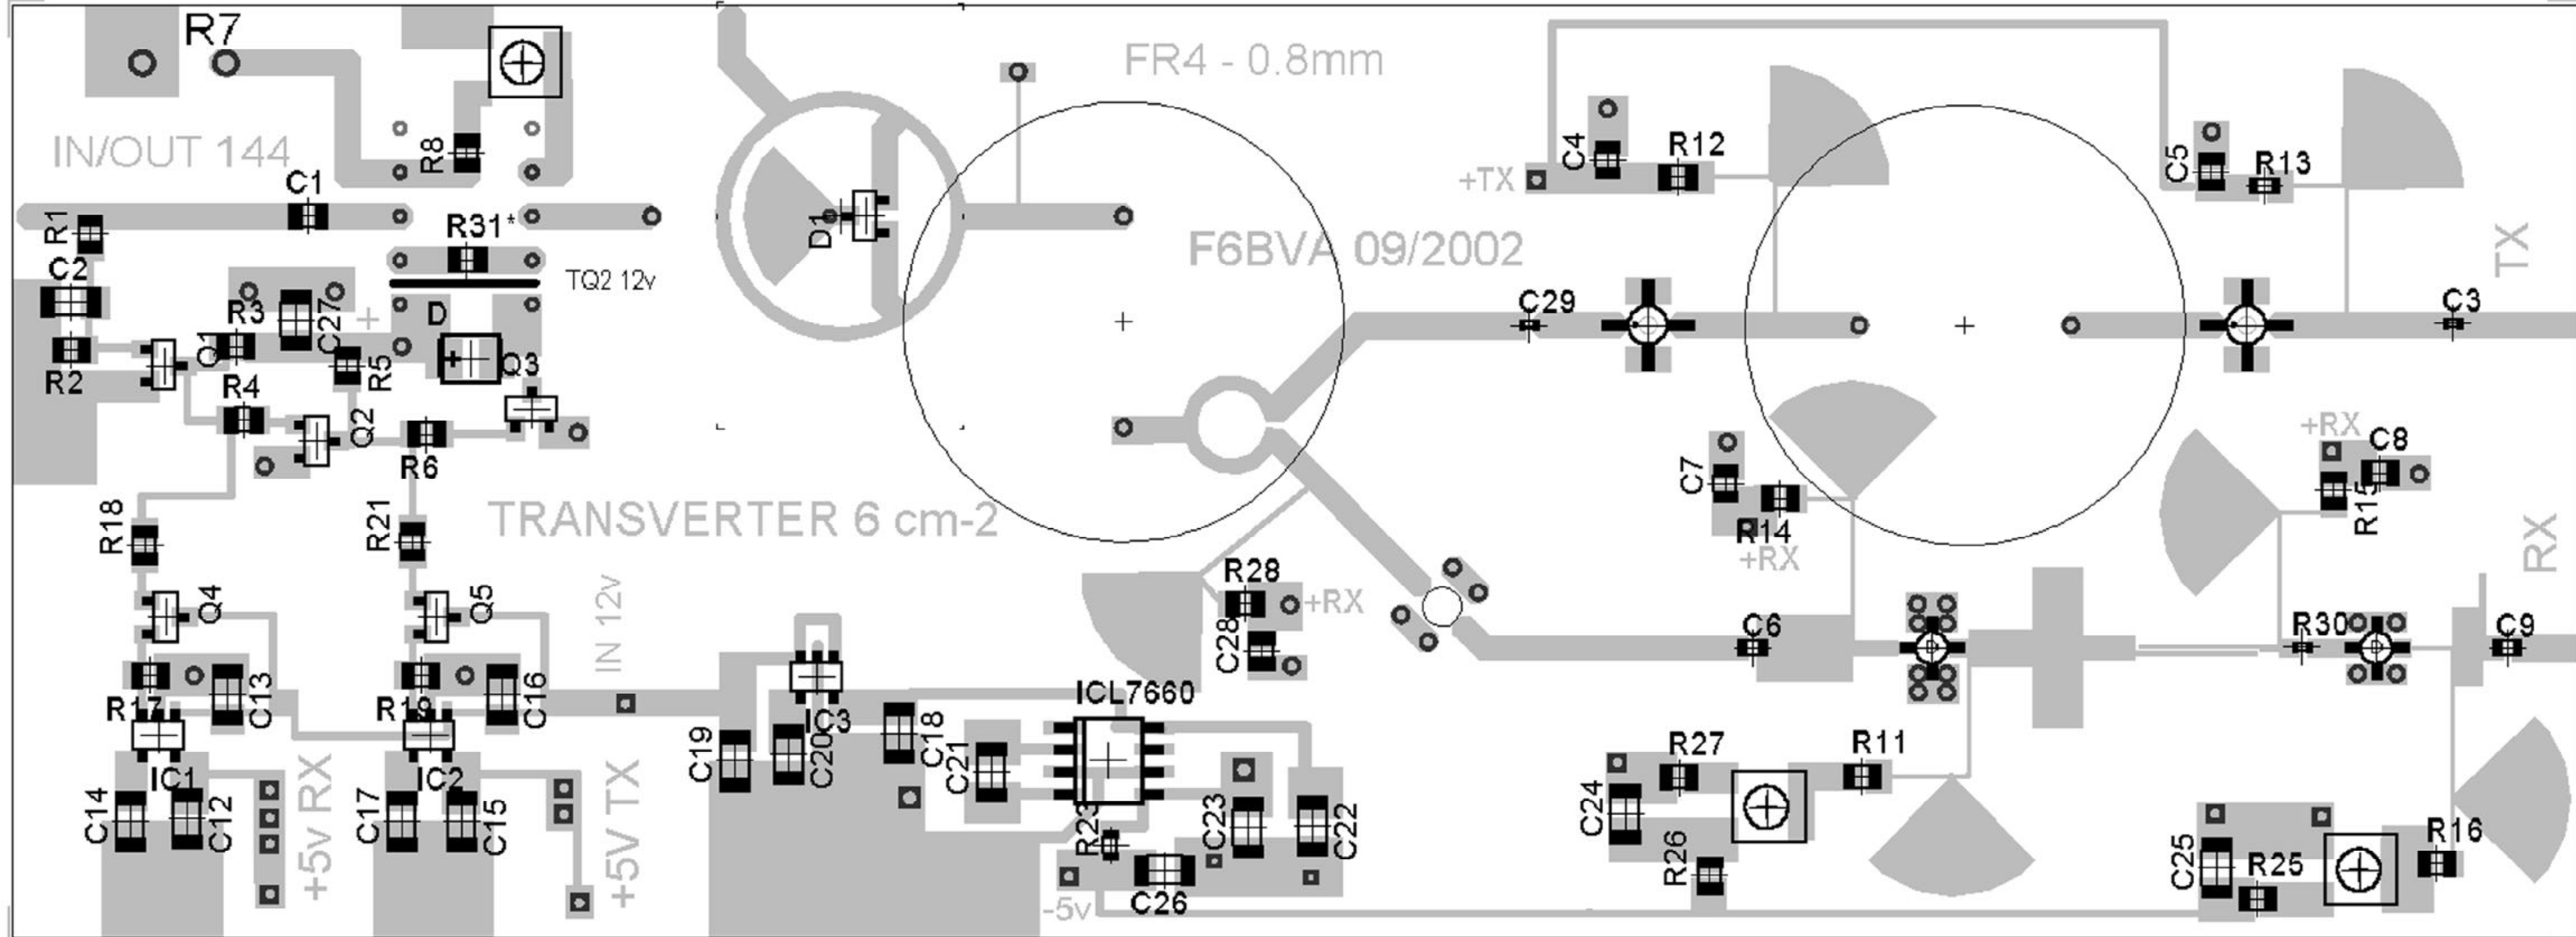 R7
FR4 - 0.8mm
IN/OUT 144
R8
C4
R12
C5
R13
+TX
C1
R1
R31*
D1
F6BVA 09/2002
TX
C2
TQ2 12v
R3
C27
+
D
C29
C3
R2
Q1
R5
Q3
R4
Q2
R6
+RX
C8
C7
R15
R14
+RX
R18
R21
TRANSVERTER 6 cm-2
RX
IN 12v
R28
+RX
Q4
Q5
C28
C6
R30
C9
R17
C13
R19
C16
ICL7660
IC3
C19
C20
C18
C21
R27
R11
IC1
IC2
C14
C12
+5v RX
C17
C15
+5V TX
R23
C23
C22
C24
R26
C25
R25
R16
-5v
C26